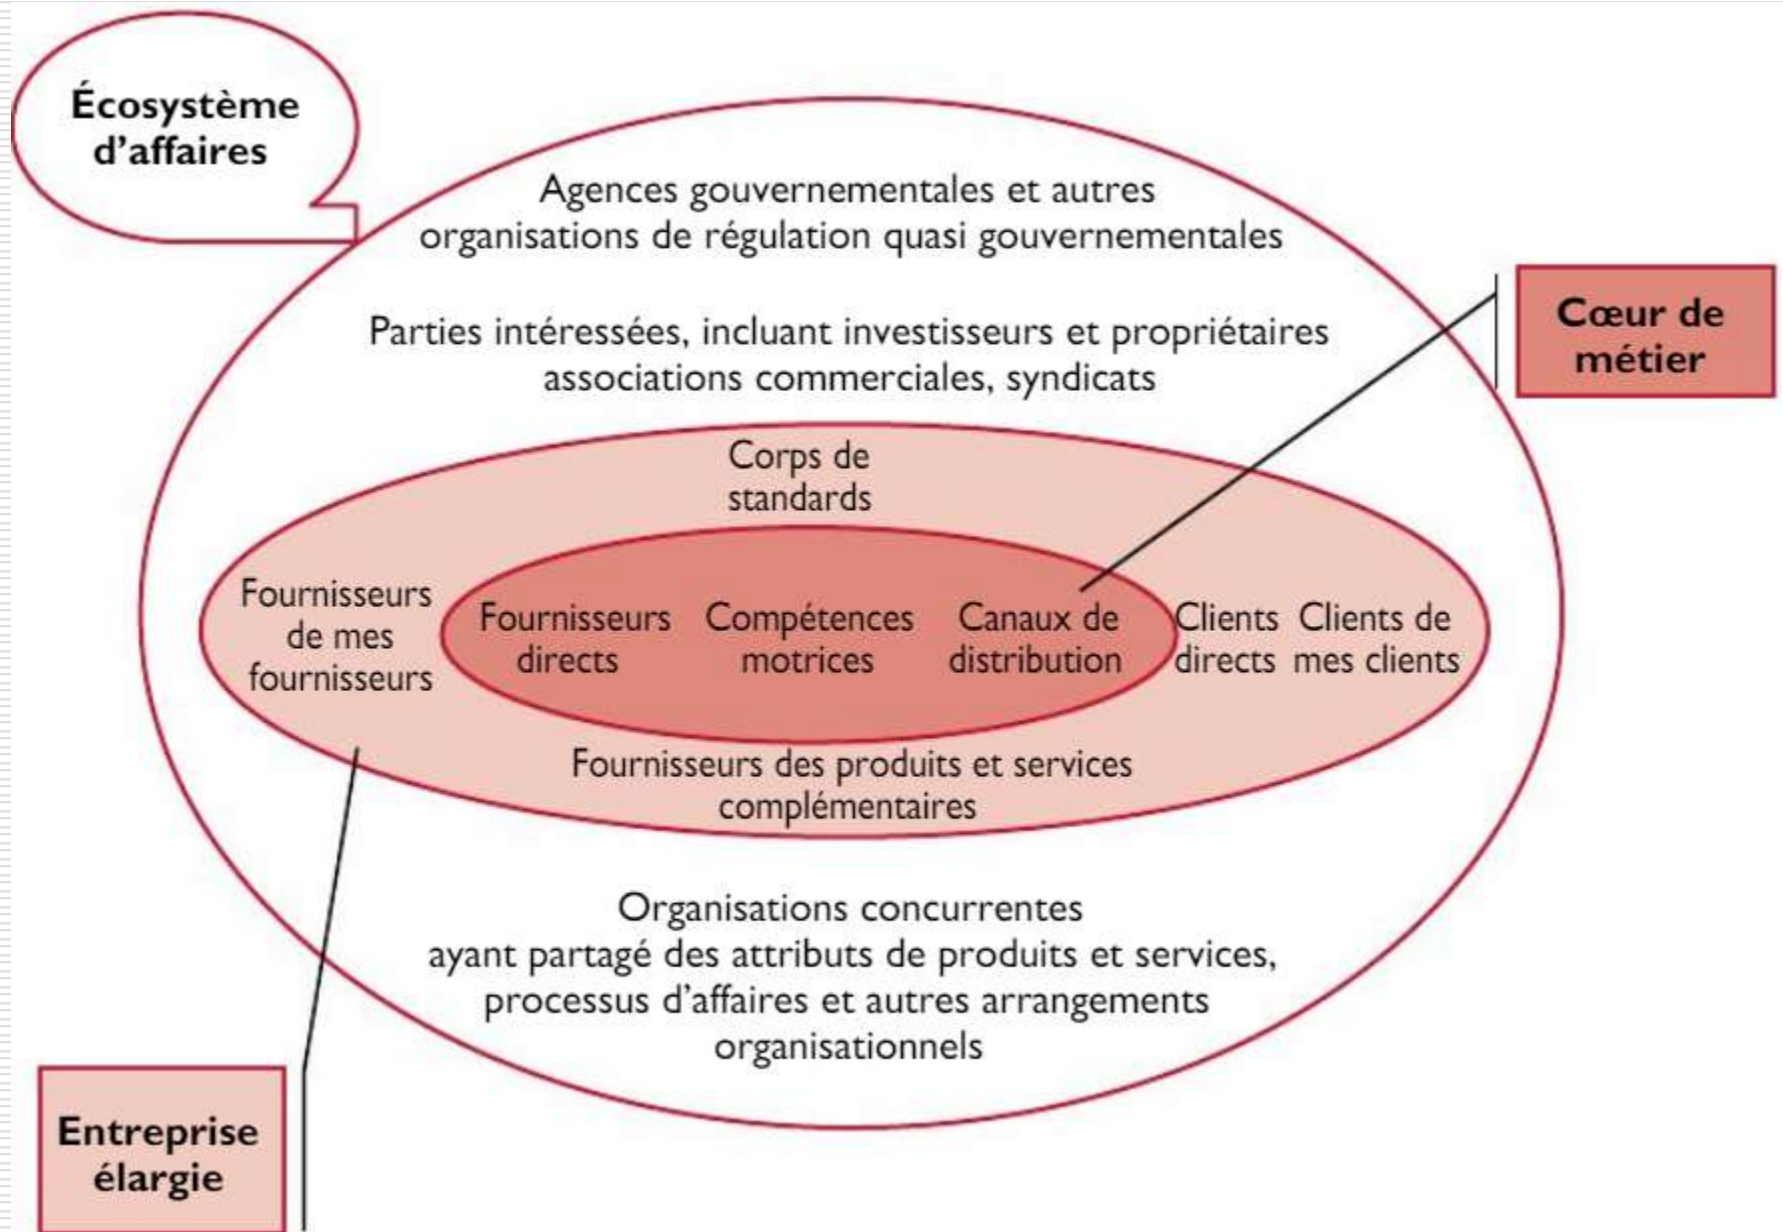 Écosystème
d'affaires
Agences gouvernementales et autres
organisations de régulation quasi gouvernementales
Parties intéressées, incluant investisseurs et propriétaires
associations commerciales, syndicats
Cœur de
métier
Corps de
standards
Fournisseurs
de mes
fournisseurs
Fournisseurs
directs
Compétences
motrices
Canaux de
distribution
Clients
directs
Clients de
mes clients
Fournisseurs des produits et services
complémentaires
Organisations concurrentes
ayant partagé des attributs de produits et services,
processus d'affaires et autres arrangements
organisationnels
Entreprise
élargie